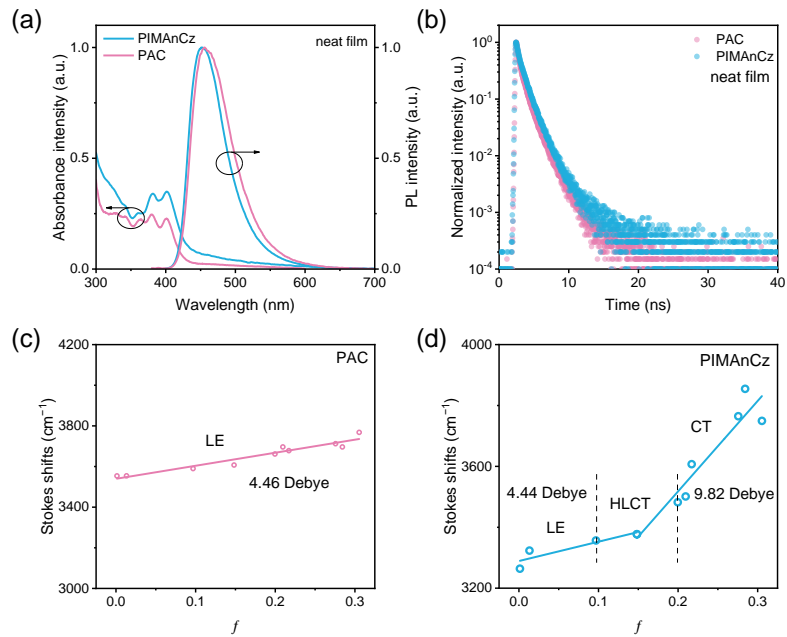 (a)
PIMAnCz
PAC
neat film
Absorbance intensity (a.u.)
PL intensity (a.u.)
1.0
0.5
0.0
1.0
0.5
0.0
300 400 500 600 700
Wavelength (nm)
(b)
PAC
PIMAnCz
neat film
Normalized intensity (a.u.)
10⁰
10⁻¹
10⁻²
10⁻³
10⁻⁴
0 10 20 30 40
Time (ns)
(c)
PAC
LE
4.46 Debye
Stokes shifts (cm⁻¹)
4200
3800
3400
3000
0.0 0.1 0.2 0.3
f
(d)
PIMAnCz
CT
4.44 Debye
HLCT
9.82 Debye
LE
Stokes shifts (cm⁻¹)
4000
3600
3200
0.0 0.1 0.2 0.3
f